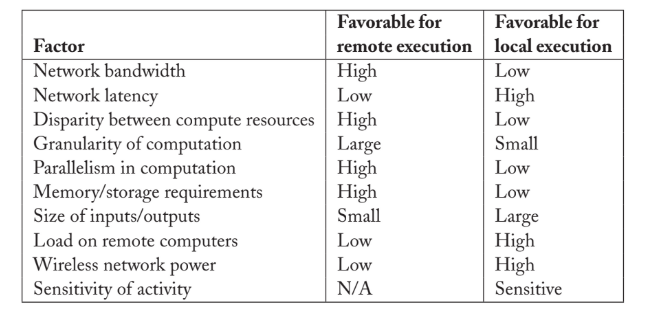 Favorable for Favorable for
Factor remote execution local execution
Network bandwidth High Low
Network latency Low High
Disparity between compute resources High Low
Granularity of computation Large Small
Parallelism in computation High Low
Memory/storage requirements High Low
Size of inputs/outputs Small Large
Load on remote computers Low High
Wireless network power Low High
Sensitivity of activity N/A Sensitive